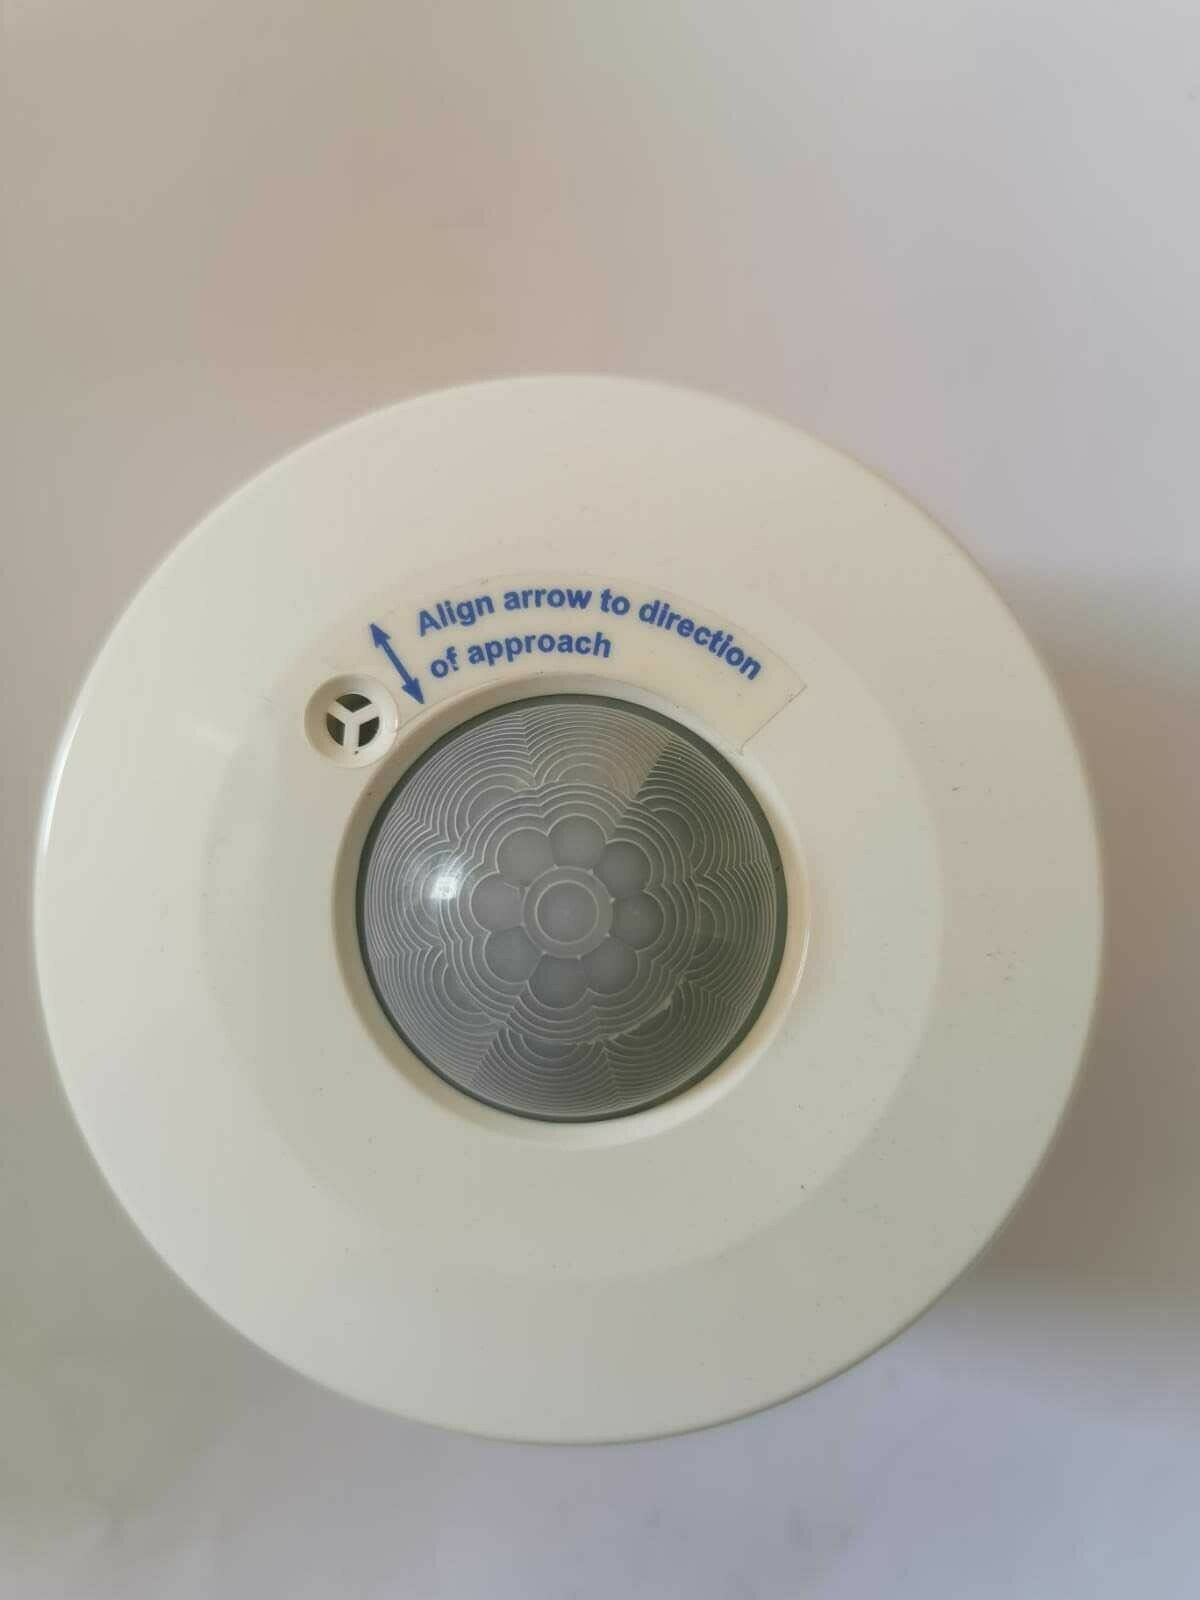 Align arrow to direction
of approach